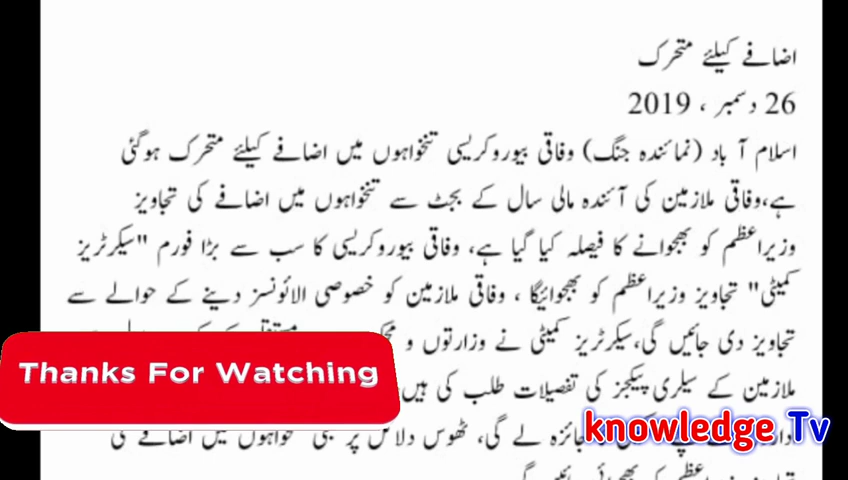 اضافے کیلئے متحرک
26 دسمبر ، 2019
اسلام آباد (نمائندہ جنگ) وفاقی بیوروکریسی تنخواہوں میں اضافے کیلئے متحرک ہوگئی
ہے،وفاقی ملازمین کی آئندہ مالی سال کے بجٹ سے تنخواہوں میں اضافے کی تجاویز
وزیراعظم کو بھجوانے کا فیصلہ کیا گیا ہے، وفاقی بیوروکریسی کا سب سے بڑا فورم "سیکرٹریز
کمیٹی" تجاویز وزیراعظم کو بھجوائیگا ، وفاقی ملازمین کو خصوصی الائونسز دینے کے حوالے سے
تجاویز دی جائیں گی،سیکرٹریز کمیٹی نے وزارتوں و
ملازمین کے سیلری پیکجز کی تفصیلات طلب کی ہیں
جائزہ لے گی، ٹھوس دلائل پر تنخواہوں میں اضافے کی
Thanks For Watching
knowledge Tv